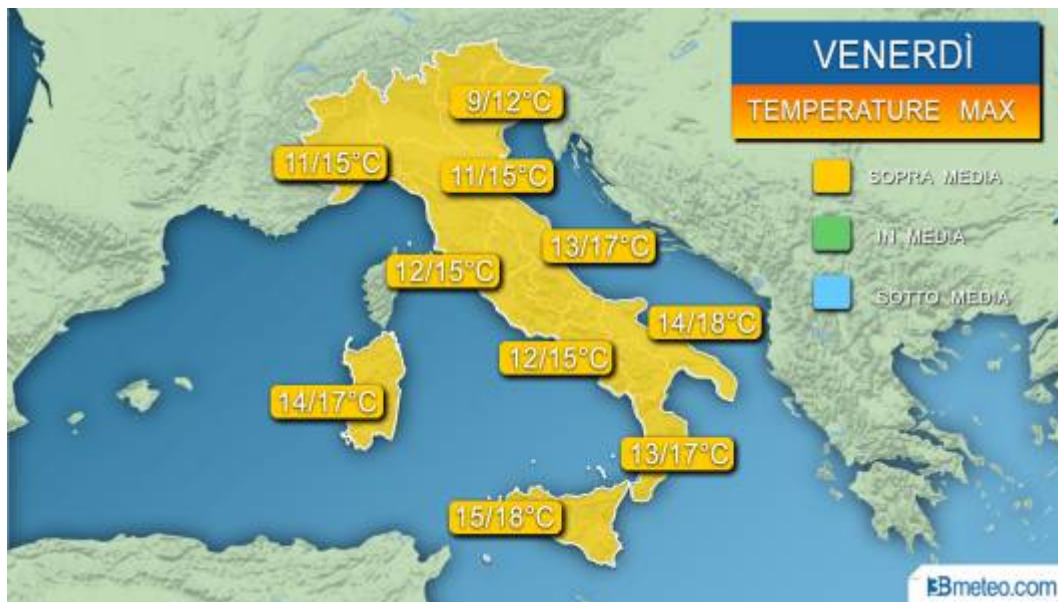 VENERDÌ
TEMPERATURE MAX
SOPRA MEDIA
IN MEDIA
SOTTO MEDIA
9/12°C
11/15°C
11/15°C
13/17°C
12/15°C
14/18°C
12/15°C
14/17°C
13/17°C
15/18°C
3Bmeteo.com